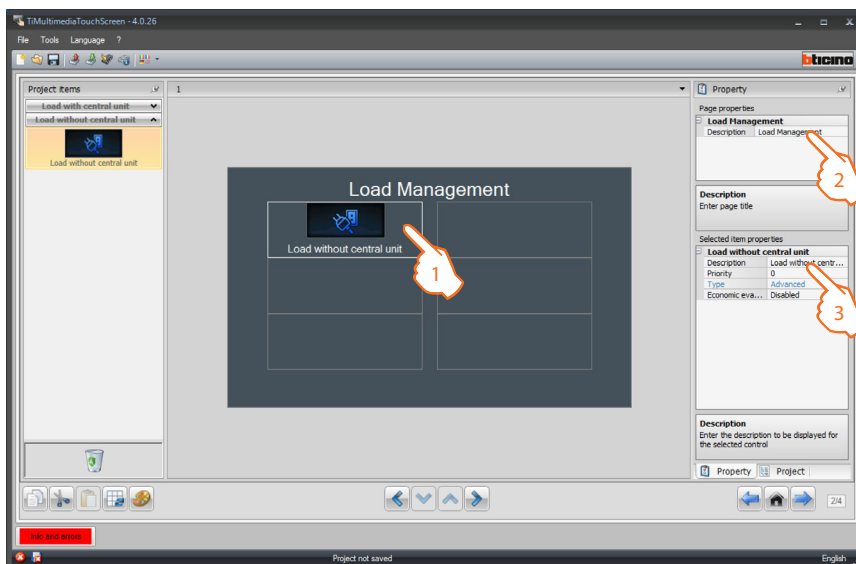 TiMultimediaTouchScreen - 4.0.26
File Tools Language ?
bticino
Project items
1
Property
Load with central unit
Load without central unit
Load without central unit
Load Management
Load without central unit
1
Page properties
Load Management
Description Load Management
2
Description
Enter page title
Selected item properties
Load without central unit
Description Load without centr...
Priority 0
Type Advanced
Economic eva... Disabled
3
Description
Enter the description to be displayed for
the selected control
Property Project
2/4
Info and errors
Project not saved
English